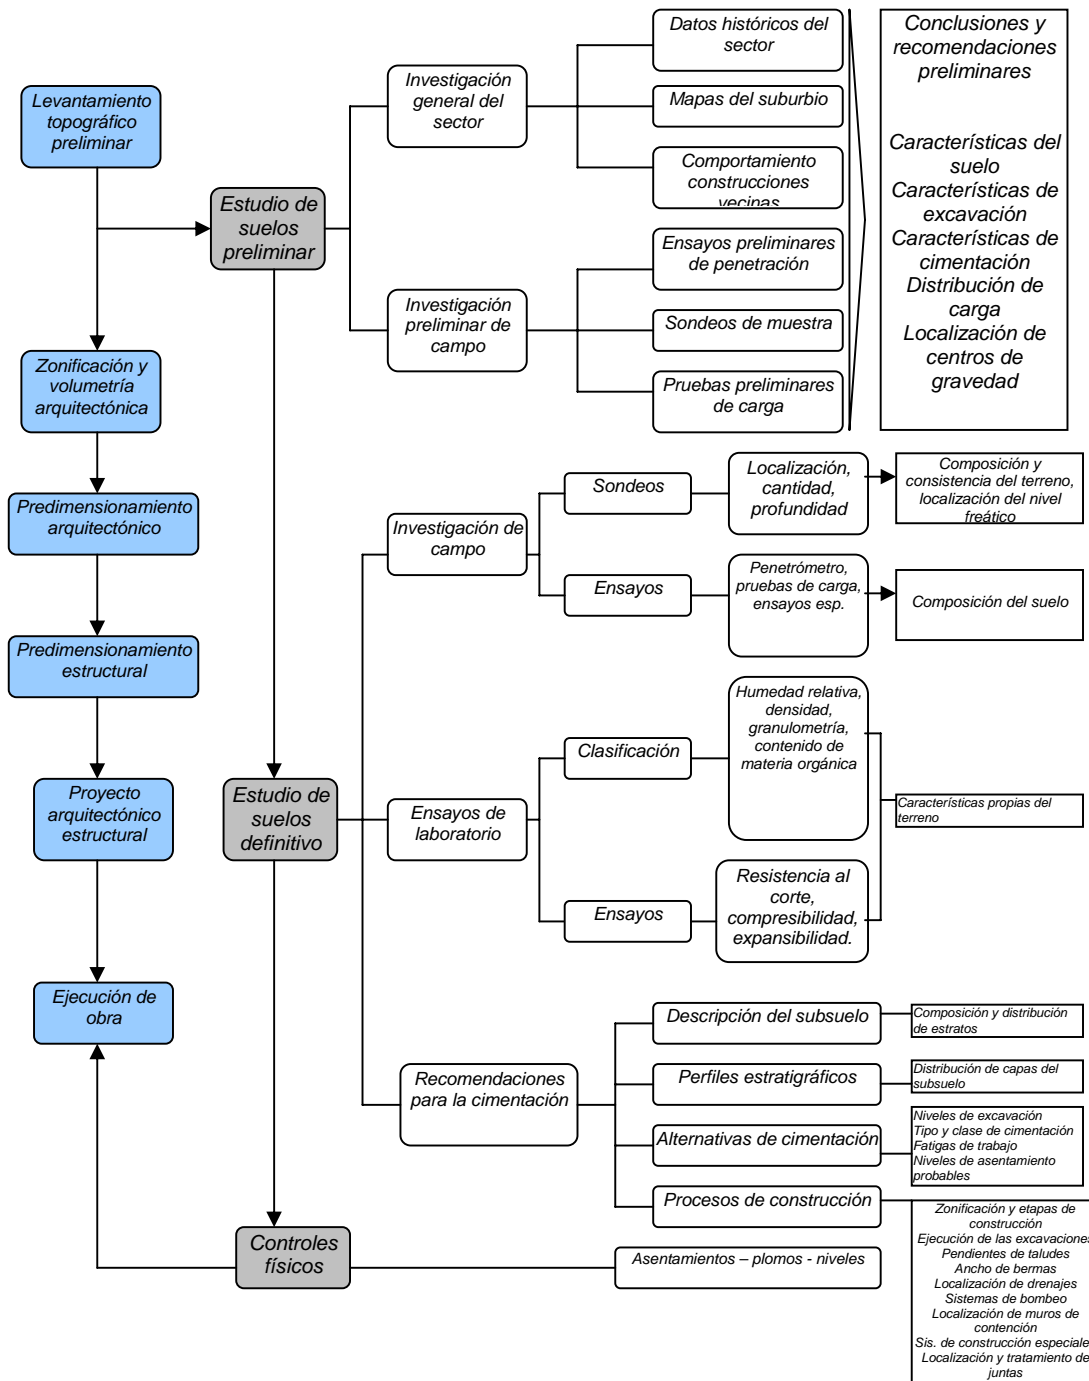 Levantamiento
topográfico
preliminar
Zonificación y
volumetría
arquitectónica
Predimensionamiento
arquitectónico
Predimensionamiento
estructural
Proyecto
arquitectónico
estructural
Ejecución de
obra
Estudio de
suelos
preliminar
Estudio de
suelos
definitivo
Controles
físicos
Investigación
general del
sector
Investigación
preliminar de
campo
Datos históricos del
sector
Mapas del suburbio
Comportamiento
construcciones
vecinas
Ensayos preliminares
de penetración
Sondeos de muestra
Pruebas preliminares
de carga
Conclusiones y
recomendaciones
preliminares
Características del
suelo
Características de
excavación
Características de
cimentación
Distribución de
carga
Localización de
centros de
gravedad
Investigación de
campo
Sondeos
Localización,
cantidad,
profundidad
Composición y
consistencia del terreno,
localización del nivel
freático
Ensayos
Penetrómetro,
pruebas de carga,
ensayos esp.
Composición del suelo
Ensayos de
laboratorio
Clasificación
Humedad relativa,
densidad,
granulometría,
contenido de
materia orgánica
Ensayos
Resistencia al
corte,
compresibilidad,
expansibilidad.
Características propias del
terreno
Recomendaciones
para la cimentación
Descripción del subsuelo
Composición y distribución
de estratos
Perfiles estratigráficos
Distribución de capas del
subsuelo
Alternativas de cimentación
Niveles de excavación
Tipo y clase de cimentación
Fatigas de trabajo
Niveles de asentamiento
probables
Procesos de construcción
Zonificación y etapas de
construcción
Ejecución de las excavaciones
Pendientes de taludes
Ancho de bermas
Localización de drenajes
Sistemas de bombeo
Localización de muros de
contención
Sis. de construcción especiale
Localización y tratamiento de
juntas
Asentamientos – plomos - niveles